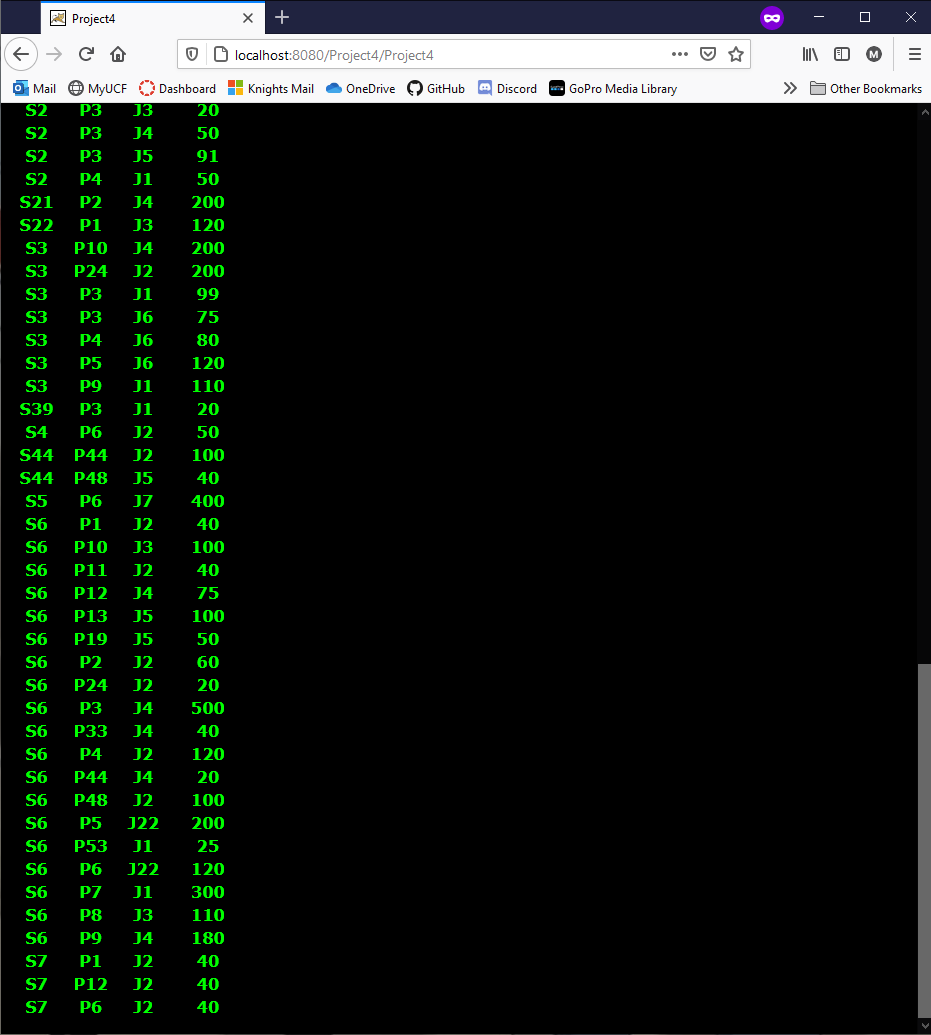 Project4
localhost:8080/Project4/Project4
M
Mail MyUCF Dashboard Knights Mail OneDrive GitHub Discord GoPro Media Library Other Bookmarks
S2 P3 J3 20
S2 P3 J4 50
S2 P3 J5 91
S2 P4 J1 50
S21 P2 J4 200
S22 P1 J3 120
S3 P10 J4 200
S3 P24 J2 200
S3 P3 J1 99
S3 P3 J6 75
S3 P4 J6 80
S3 P5 J6 120
S3 P9 J1 110
S39 P3 J1 20
S4 P6 J2 50
S44 P44 J2 100
S44 P48 J5 40
S5 P6 J7 400
S6 P1 J2 40
S6 P10 J3 100
S6 P11 J2 40
S6 P12 J4 75
S6 P13 J5 100
S6 P19 J5 50
S6 P2 J2 60
S6 P24 J2 20
S6 P3 J4 500
S6 P33 J4 40
S6 P4 J2 120
S6 P44 J4 20
S6 P48 J2 100
S6 P5 J22 200
S6 P53 J1 25
S6 P6 J22 120
S6 P7 J1 300
S6 P8 J3 110
S6 P9 J4 180
S7 P1 J2 40
S7 P12 J2 40
S7 P6 J2 40